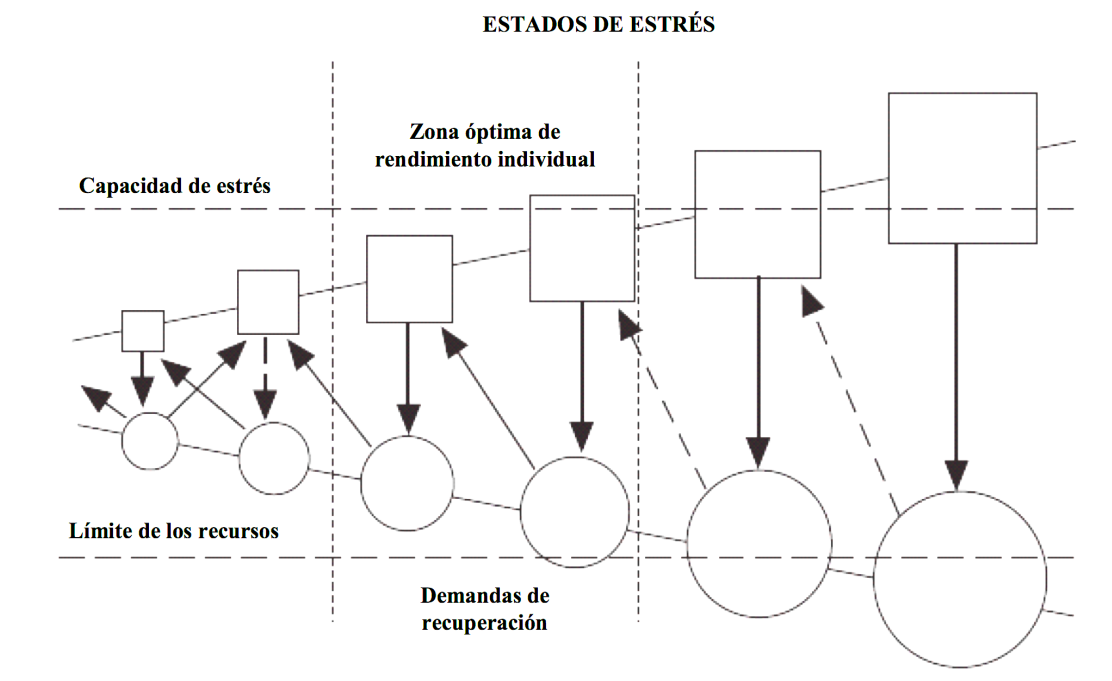 ESTADOS DE ESTRÉS
Zona óptima de
rendimiento individual
Capacidad de estrés
Límite de los recursos
Demandas de
recuperación